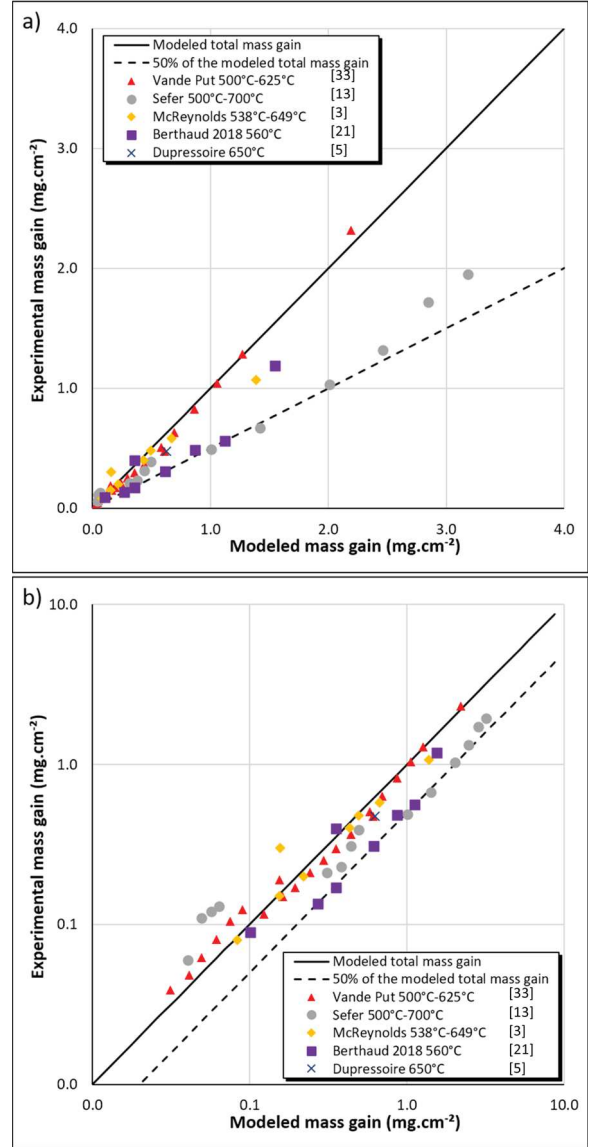 a)
4.0
3.0
2.0
1.0
0.0
Experimental mass gain (mg.cm⁻²)
Modeled total mass gain
50% of the modeled total mass gain
Vande Put 500°C-625°C [33]
Sefer 500°C-700°C [13]
McReynolds 538°C-649°C [3]
Berthaud 2018 560°C [21]
Dupressoire 650°C [5]
0.0 1.0 2.0 3.0 4.0
Modeled mass gain (mg.cm⁻²)
b)
10.0
1.0
0.1
0.0
Experimental mass gain (mg.cm⁻²)
Modeled total mass gain
50% of the modeled total mass gain
Vande Put 500°C-625°C [33]
Sefer 500°C-700°C [13]
McReynolds 538°C-649°C [3]
Berthaud 2018 560°C [21]
Dupressoire 650°C [5]
0.0 0.1 1.0 10.0
Modeled mass gain (mg.cm⁻²)